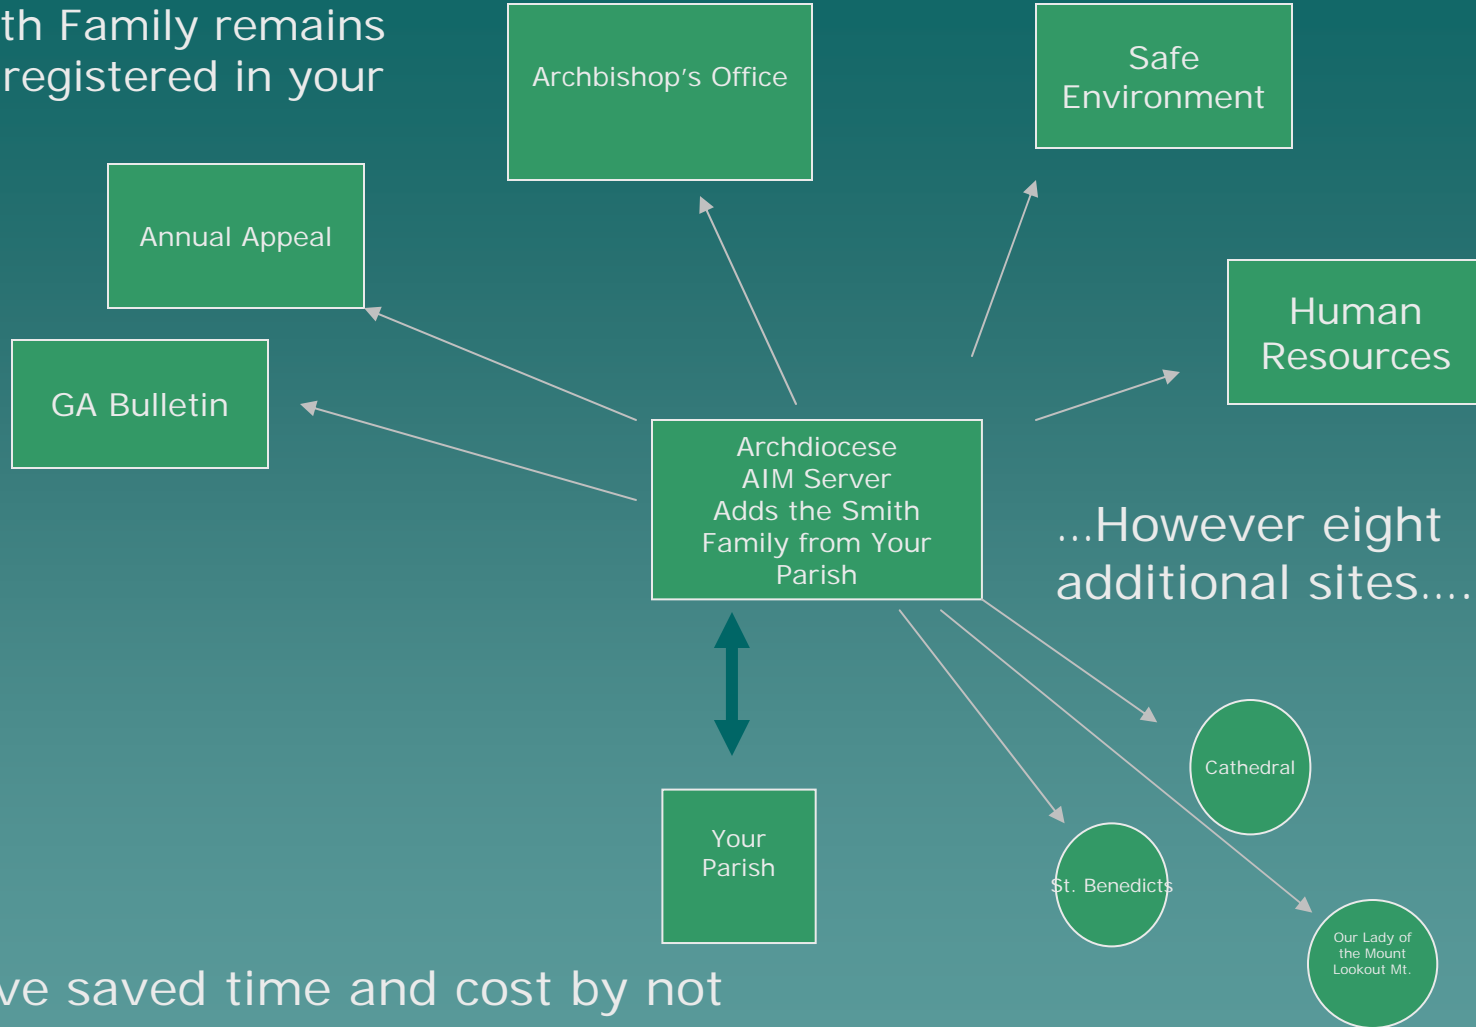 th Family remains
registered in your
Archbishop's Office
Safe
Environment
Annual Appeal
Human
Resources
GA Bulletin
Archdiocese
AIM Server
Adds the Smith
Family from Your
Parish
...However eight
additional sites....
Cathedral
Your
Parish
St. Benedicts
Our Lady of
the Mount
Lookout Mt.
ve saved time and cost by not